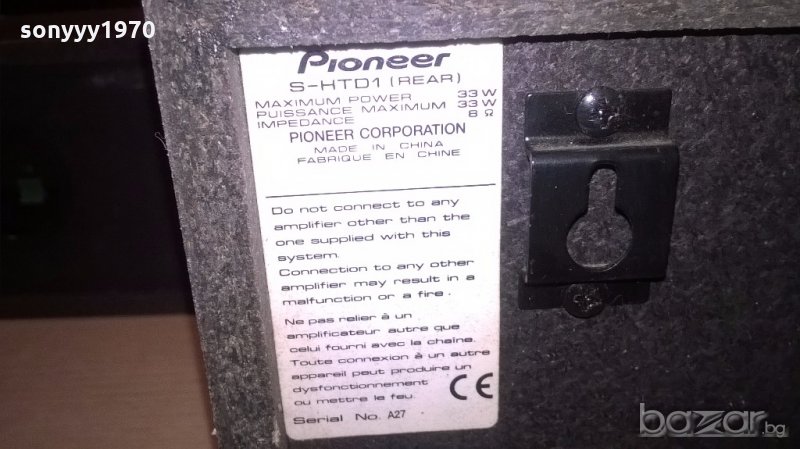 sonyyy1970
Pioneer
S-HTD1 (REAR)
MAXIMUM POWER 33 W
PUISSANCE MAXIMUM 33 W
IMPEDANCE 8 Ω
PIONEER CORPORATION
MADE IN CHINA
FABRIQUE EN CHINE
Do not connect to any
amplifier other than the
one supplied with this
system.
Connection to any other
amplifier may result in a
malfunction or a fire.
Ne pas relier à un
amplificateur autre que
celui fourni avec la chaîne.
Toute connexion à un autre
appareil peut produire un
dysfonctionnement
ou mettre le feu.
CE
Serial No. A27
bazar.bg